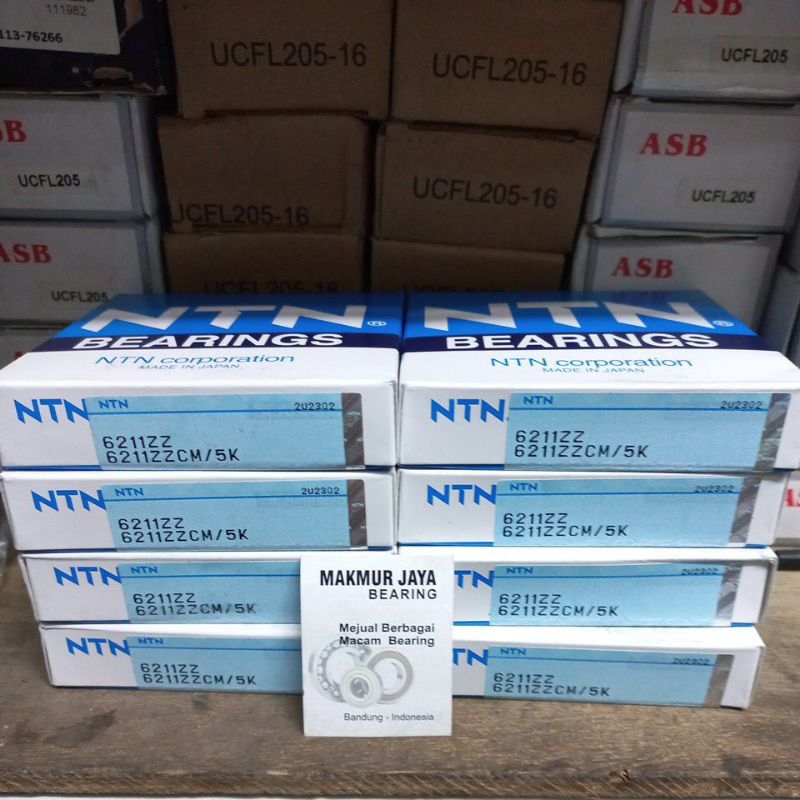 111982
113-76266
UCFL205-16
UCFL205-16
ASB
UCFL205
ASB
UCFL205
UCFL205-16
UCFL205-16
ASB
UCFL205
ASB
UCFL205
UCFL205-16
UCFL205-16
ASB
NTN®
BEARINGS
NTN corporation
MADE IN JAPAN
NTN®
BEARINGS
NTN corporation
MADE IN JAPAN
NTN
NTN 2U2302
6211ZZ
6211ZZCM/5K
NTN
NTN 2U2302
6211ZZ
6211ZZCM/5K
NTN
NTN 2U2302
6211ZZ
6211ZZCM/5K
NTN
NTN 2U2302
6211ZZ
6211ZZCM/5K
NTN
NTN
6211ZZ
6211ZZCM/5K
NTN
NTN 2U2302
6211ZZ
6211ZZCM/5K
NTN
NTN
6211ZZ
6211ZZCM/5K
NTN
NTN 2U2302
6211ZZ
6211ZZCM/5K
MAKMUR JAYA
BEARING
Mejual Berbagai
Macam Bearing
Bandung - Indonesia